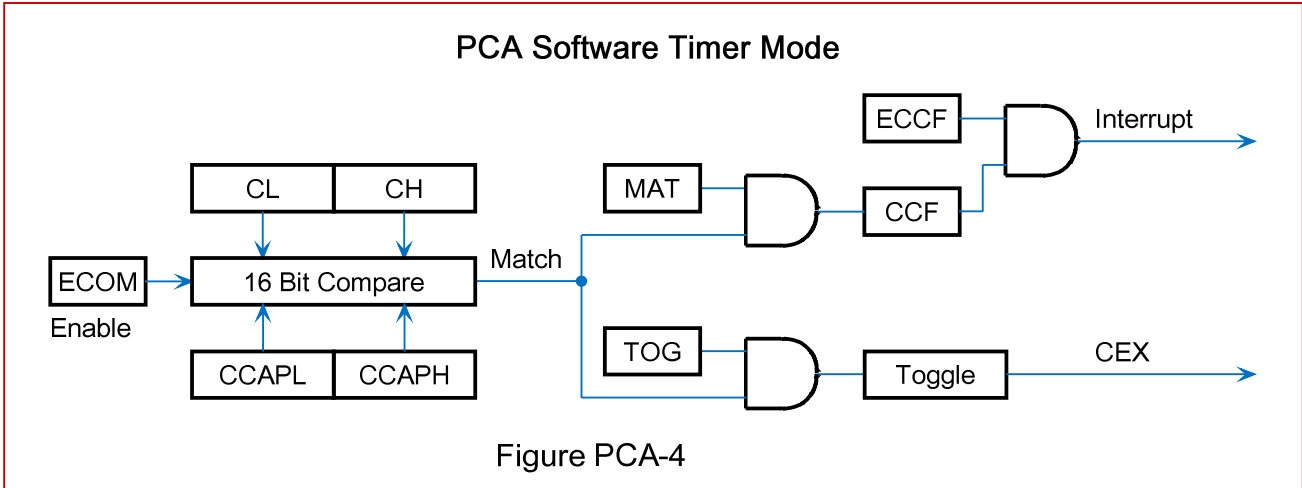 PCA Software Timer Mode
ECCF
Interrupt
CL CH
MAT
CCF
ECOM
16 Bit Compare
Match
Enable
TOG
CEX
CCAPL CCAPH
Toggle
Figure PCA-4